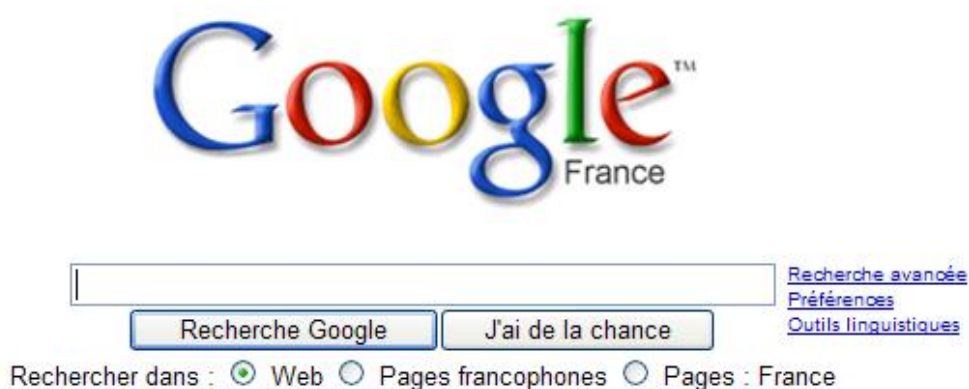 Google™
France
Recherche avancée
Préférences
Outils linguistiques
Recherche Google J'ai de la chance
Rechercher dans : Web Pages francophones Pages : France